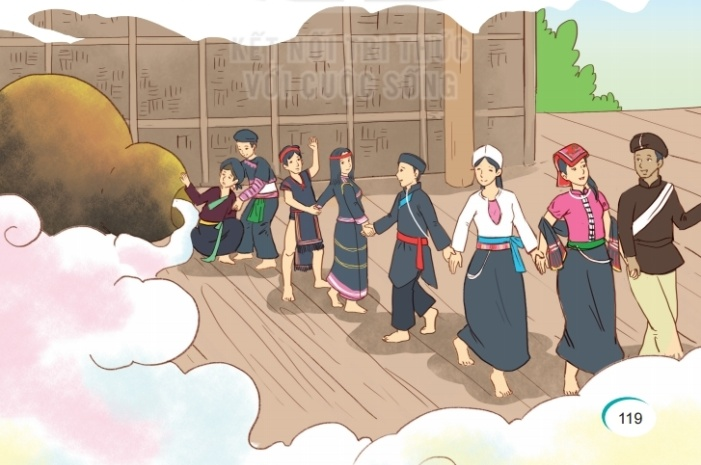 KẾT NỐI TRI THỨC
VỚI CUỘC SỐNG
119